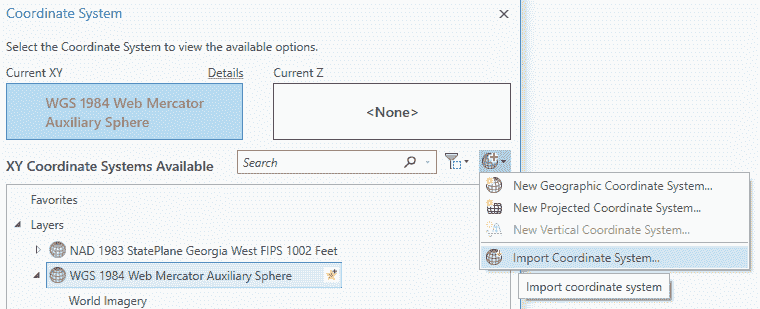 Coordinate System
Select the Coordinate System to view the available options.
Current XY Details Current Z
WGS 1984 Web Mercator
Auxiliary Sphere
<None>
XY Coordinate Systems Available Search
Favorites
Layers
NAD 1983 StatePlane Georgia West FIPS 1002 Feet
WGS 1984 Web Mercator Auxiliary Sphere
World Imagery
New Geographic Coordinate System...
New Projected Coordinate System...
New Vertical Coordinate System...
Import Coordinate System...
Import coordinate system